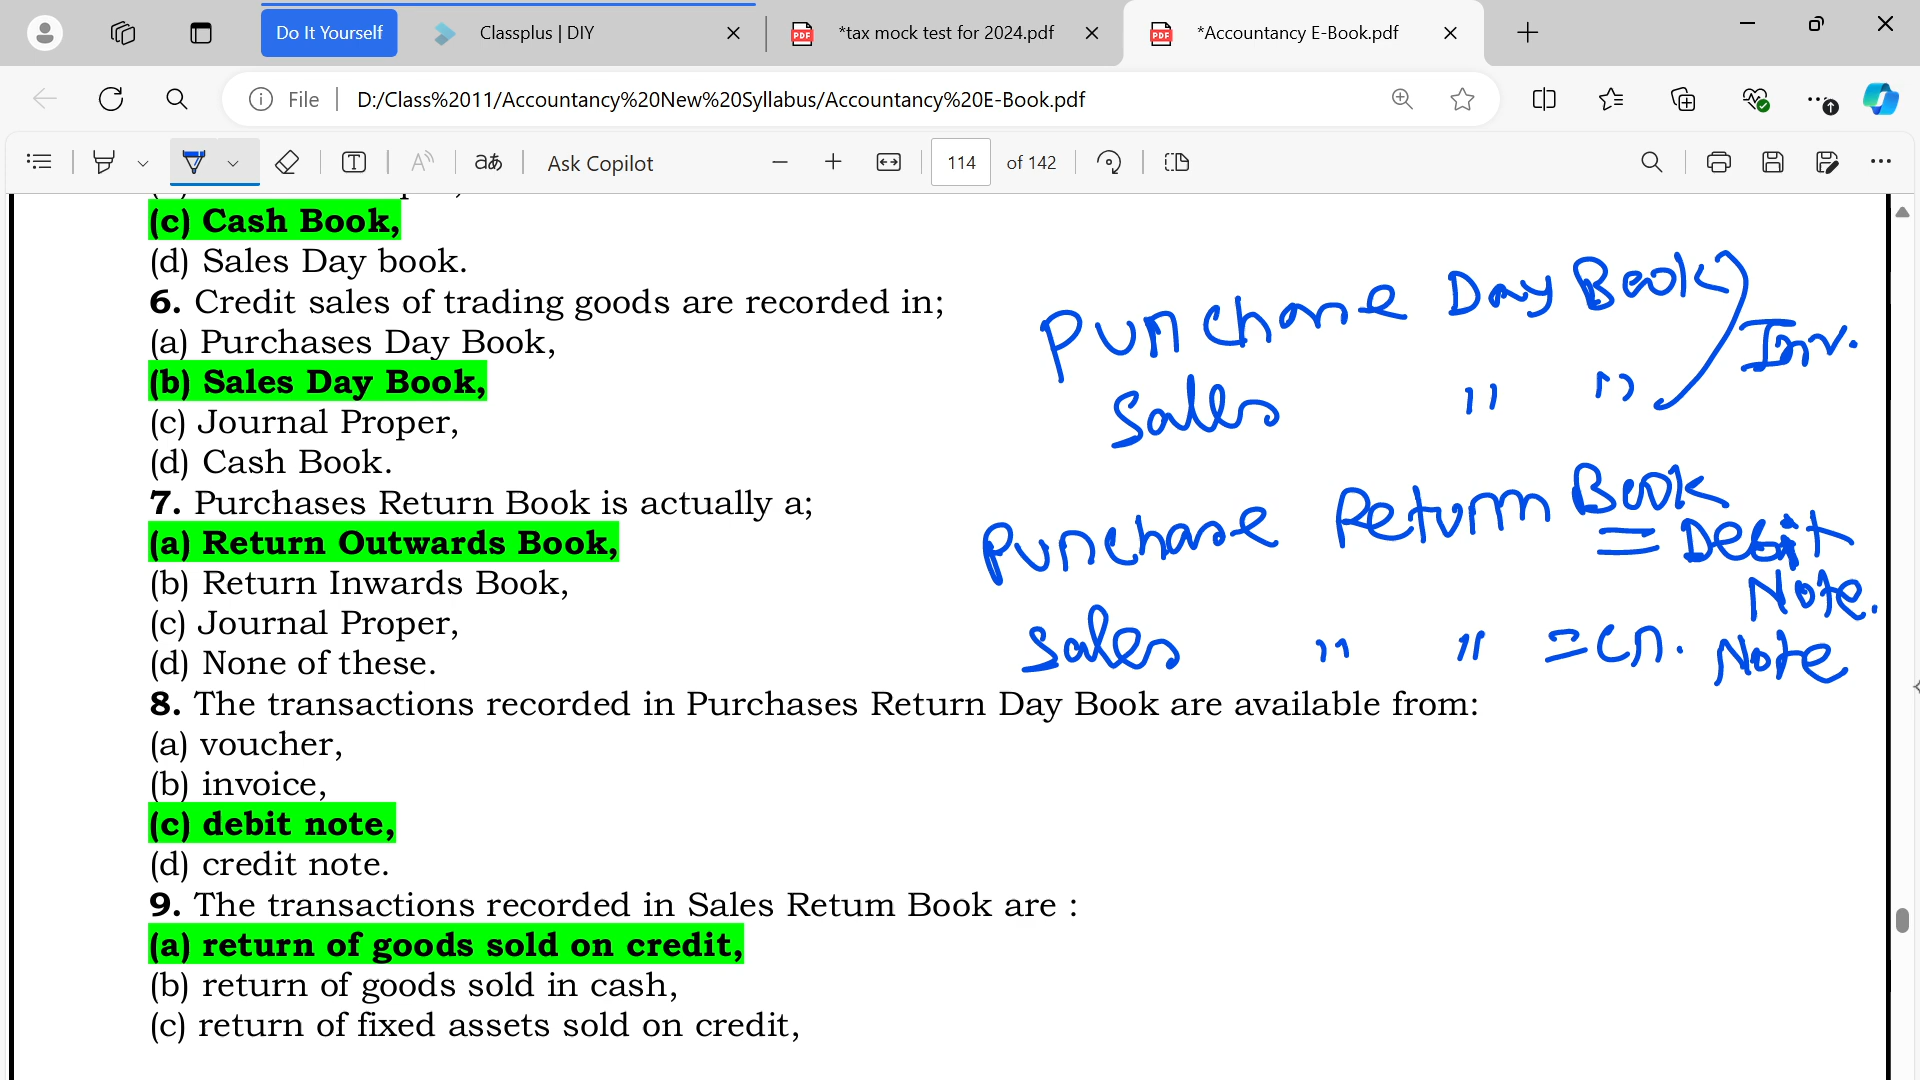 Do It Yourself
Classplus | DIY
*tax mock test for 2024.pdf
*Accountancy E-Book.pdf
File
D:/Class%2011/Accountancy%20New%20Syllabus/Accountancy%20E-Book.pdf
Ask Copilot
114 of 142
(c) Cash Book,
(d) Sales Day book.
6. Credit sales of trading goods are recorded in;
(a) Purchases Day Book,
(b) Sales Day Book,
(c) Journal Proper,
(d) Cash Book.
7. Purchases Return Book is actually a;
(a) Return Outwards Book,
(b) Return Inwards Book,
(c) Journal Proper,
(d) None of these.
8. The transactions recorded in Purchases Return Day Book are available from:
(a) voucher,
(b) invoice,
(c) debit note,
(d) credit note.
9. The transactions recorded in Sales Retum Book are :
(a) return of goods sold on credit,
(b) return of goods sold in cash,
(c) return of fixed assets sold on credit,
Purchase Day Book
Inv.
Sales " "
Purchase Return Book
= Debit
Note.
Sales " " = Cr. Note